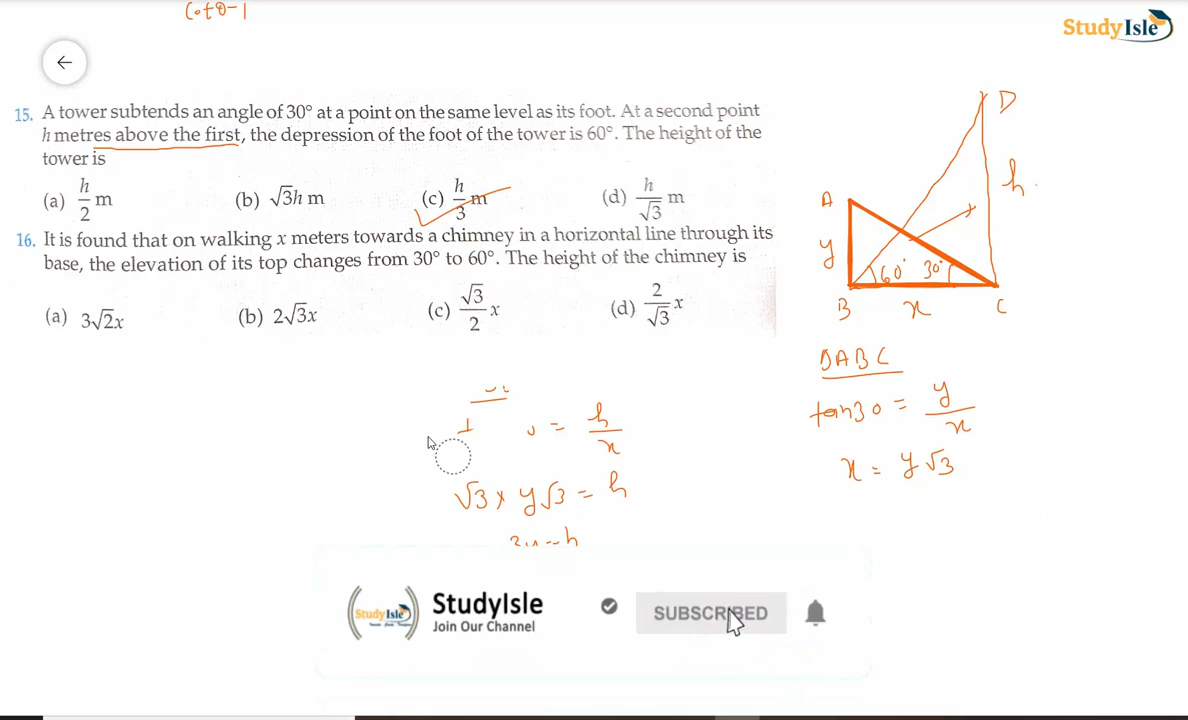 Cotθ-1
StudyIsle
15. A tower subtends an angle of 30° at a point on the same level as its foot. At a second point
h metres above the first, the depression of the foot of the tower is 60°. The height of the
tower is
(a) h/2 m (b) √3h m (c) h/3 m (d) h/√3 m
16. It is found that on walking x meters towards a chimney in a horizontal line through its
base, the elevation of its top changes from 30° to 60°. The height of the chimney is
(a) 3√2x (b) 2√3x (c) √3/2 x (d) 2/√3 x
D
h
A
y
60° 30°
B x C
ΔABC
tan30 = y/x
x = y√3
= h/x
√3 × y√3 = h
StudyIsle
Join Our Channel
SUBSCRIBED